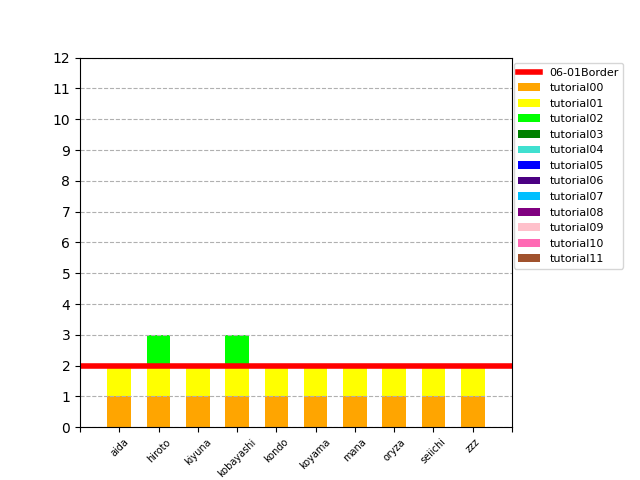 12
11
10
9
8
7
6
5
4
3
2
1
0
aida
hiroto
kiyuna
kobayashi
kondo
koyama
mana
oryza
seiichi
zzz
06-01Border
tutorial00
tutorial01
tutorial02
tutorial03
tutorial04
tutorial05
tutorial06
tutorial07
tutorial08
tutorial09
tutorial10
tutorial11